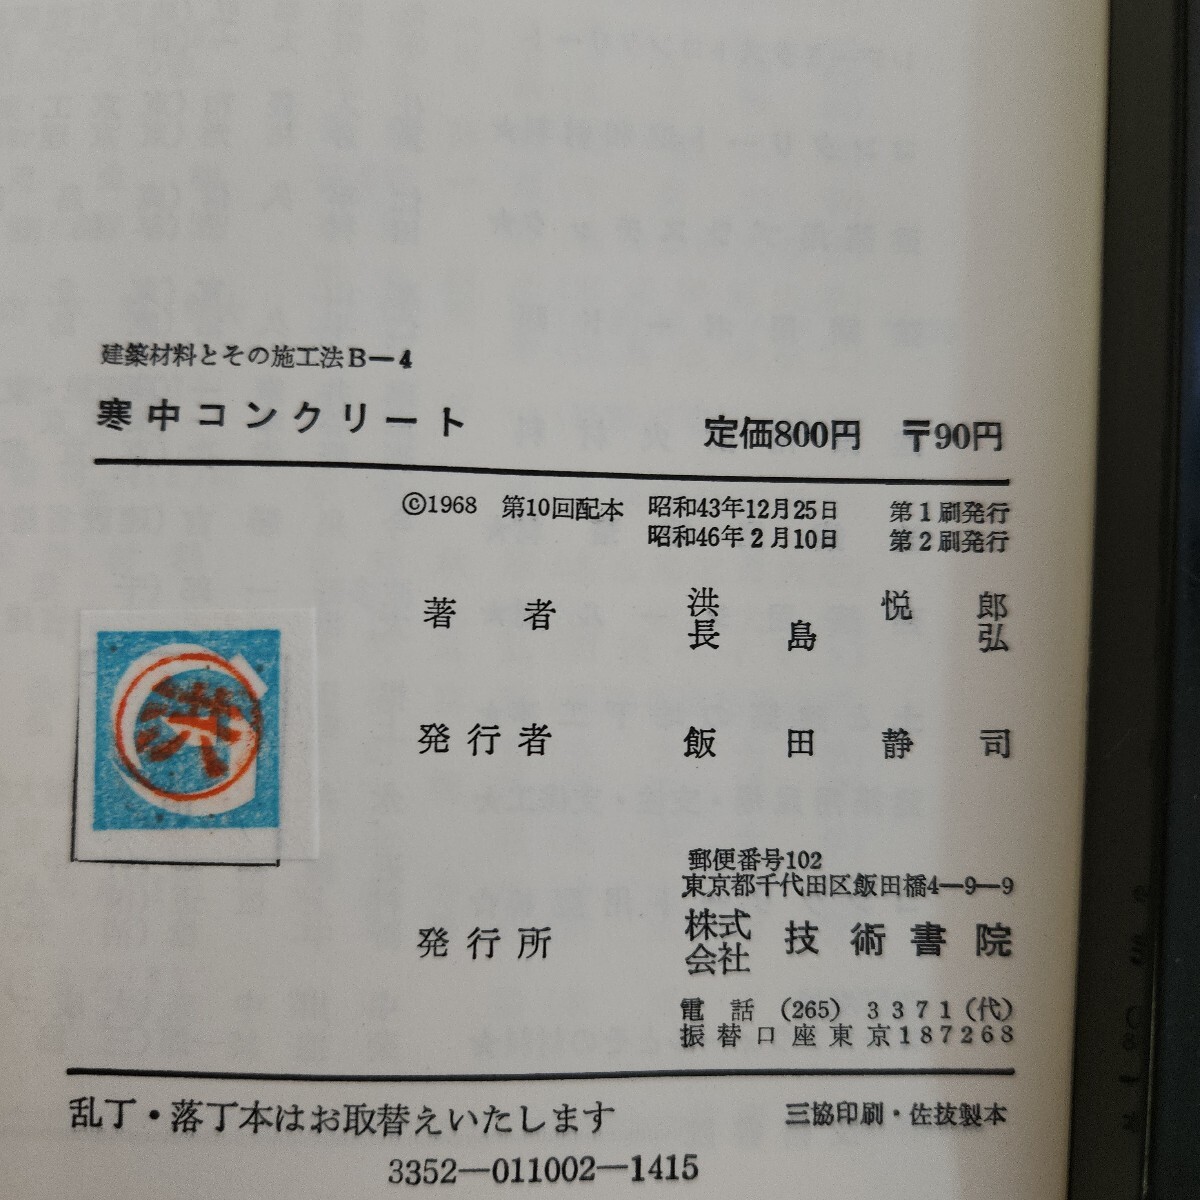 建築材料とその施工法B－4
寒中コンクリート 定価800円 〒90円
©1968 第10回配本 昭和43年12月25日 第1刷発行
昭和46年2月10日 第2刷発行
著者 洪悦郎
長島弘
洪
発行者 飯田静司
郵便番号102
東京都千代田区飯田橋4－9－9
発行所 株式会社 技術書院
電話 (265) 3371(代)
振替口座東京187268
乱丁・落丁本はお取替えいたします 三協印刷・佐抜製本
3352－011002－1415